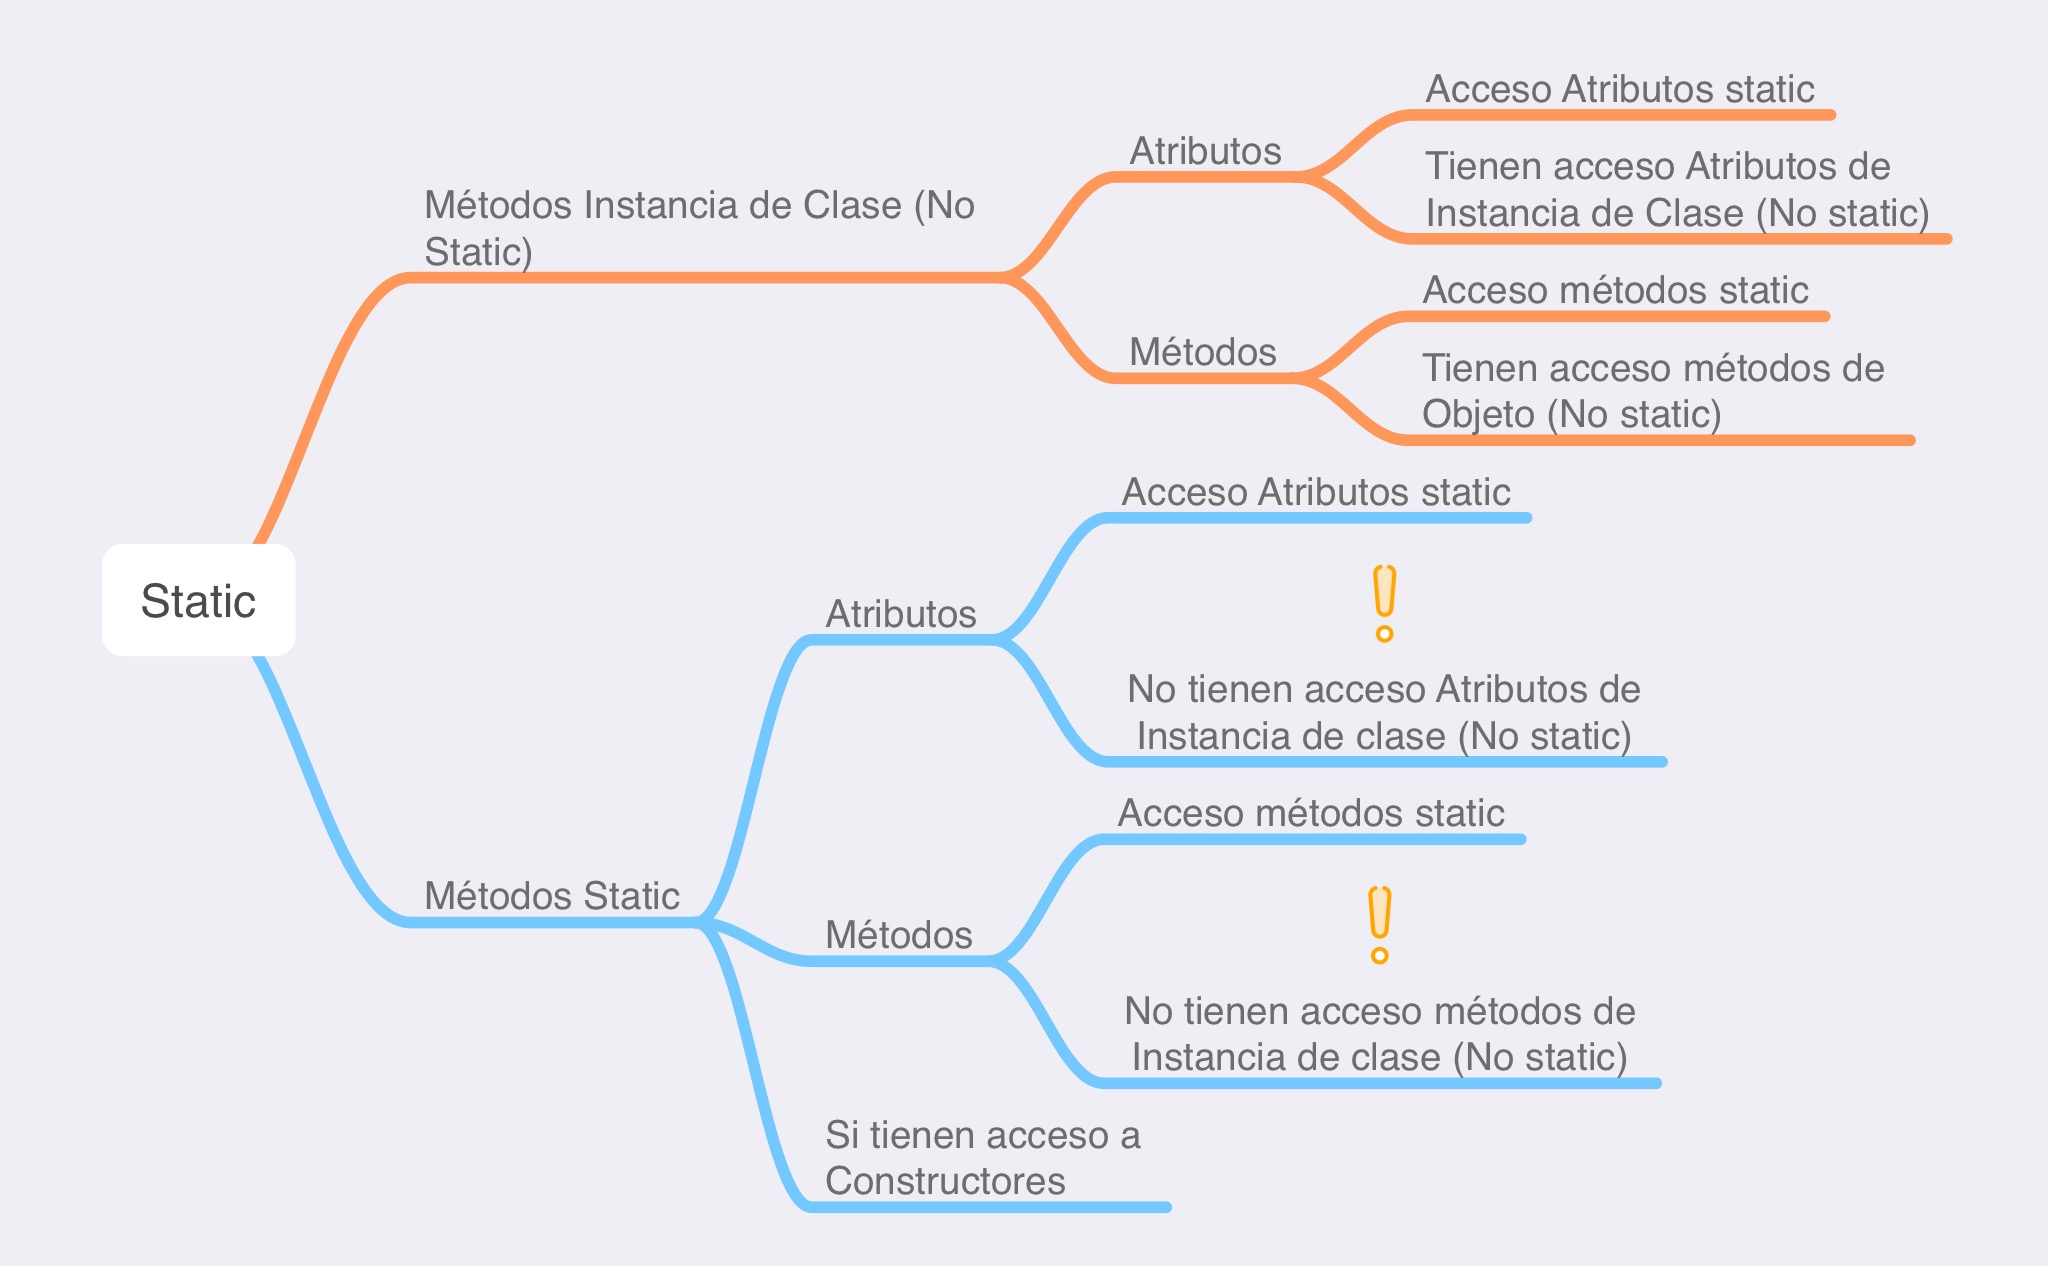 Static
Métodos Instancia de Clase (No
Static)
Atributos
Acceso Atributos static
Tienen acceso Atributos de
Instancia de Clase (No static)
Métodos
Acceso métodos static
Tienen acceso métodos de
Objeto (No static)
Métodos Static
Atributos
Acceso Atributos static
No tienen acceso Atributos de
Instancia de clase (No static)
Métodos
Acceso métodos static
No tienen acceso métodos de
Instancia de clase (No static)
Si tienen acceso a
Constructores